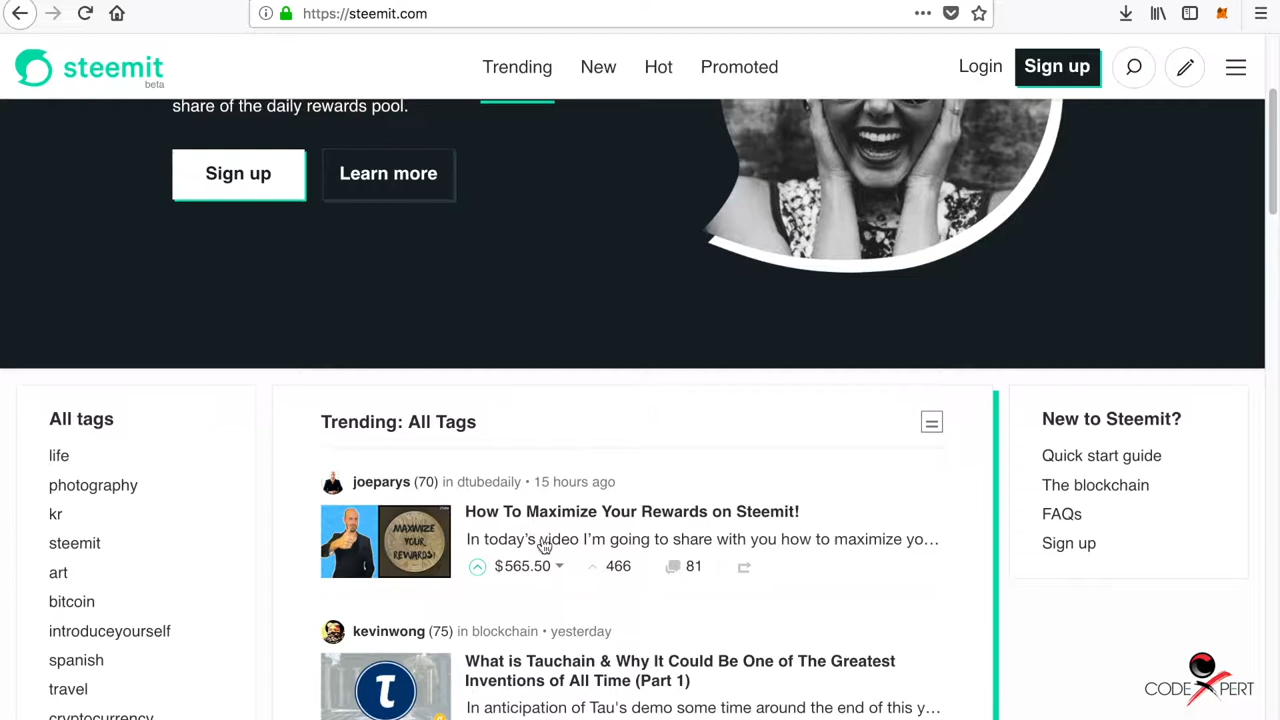 https://steemit.com
steemit
beta
Trending
New
Hot
Promoted
Login
Sign up
share of the daily rewards pool.
Sign up
Learn more
All tags
life
photography
kr
steemit
art
bitcoin
introduceyourself
spanish
travel
cryptocurrency
Trending: All Tags
joeparys (70) in dtubedaily • 15 hours ago
MAXIMIZE
YOUR
REWARDS!
How To Maximize Your Rewards on Steemit!
In today's video I'm going to share with you how to maximize yo…
$565.50
466
81
kevinwong (75) in blockchain • yesterday
What is Tauchain & Why It Could Be One of The Greatest
Inventions of All Time (Part 1)
In anticipation of Tau's demo some time around the end of this y…
New to Steemit?
Quick start guide
The blockchain
FAQs
Sign up
CODEXPERT